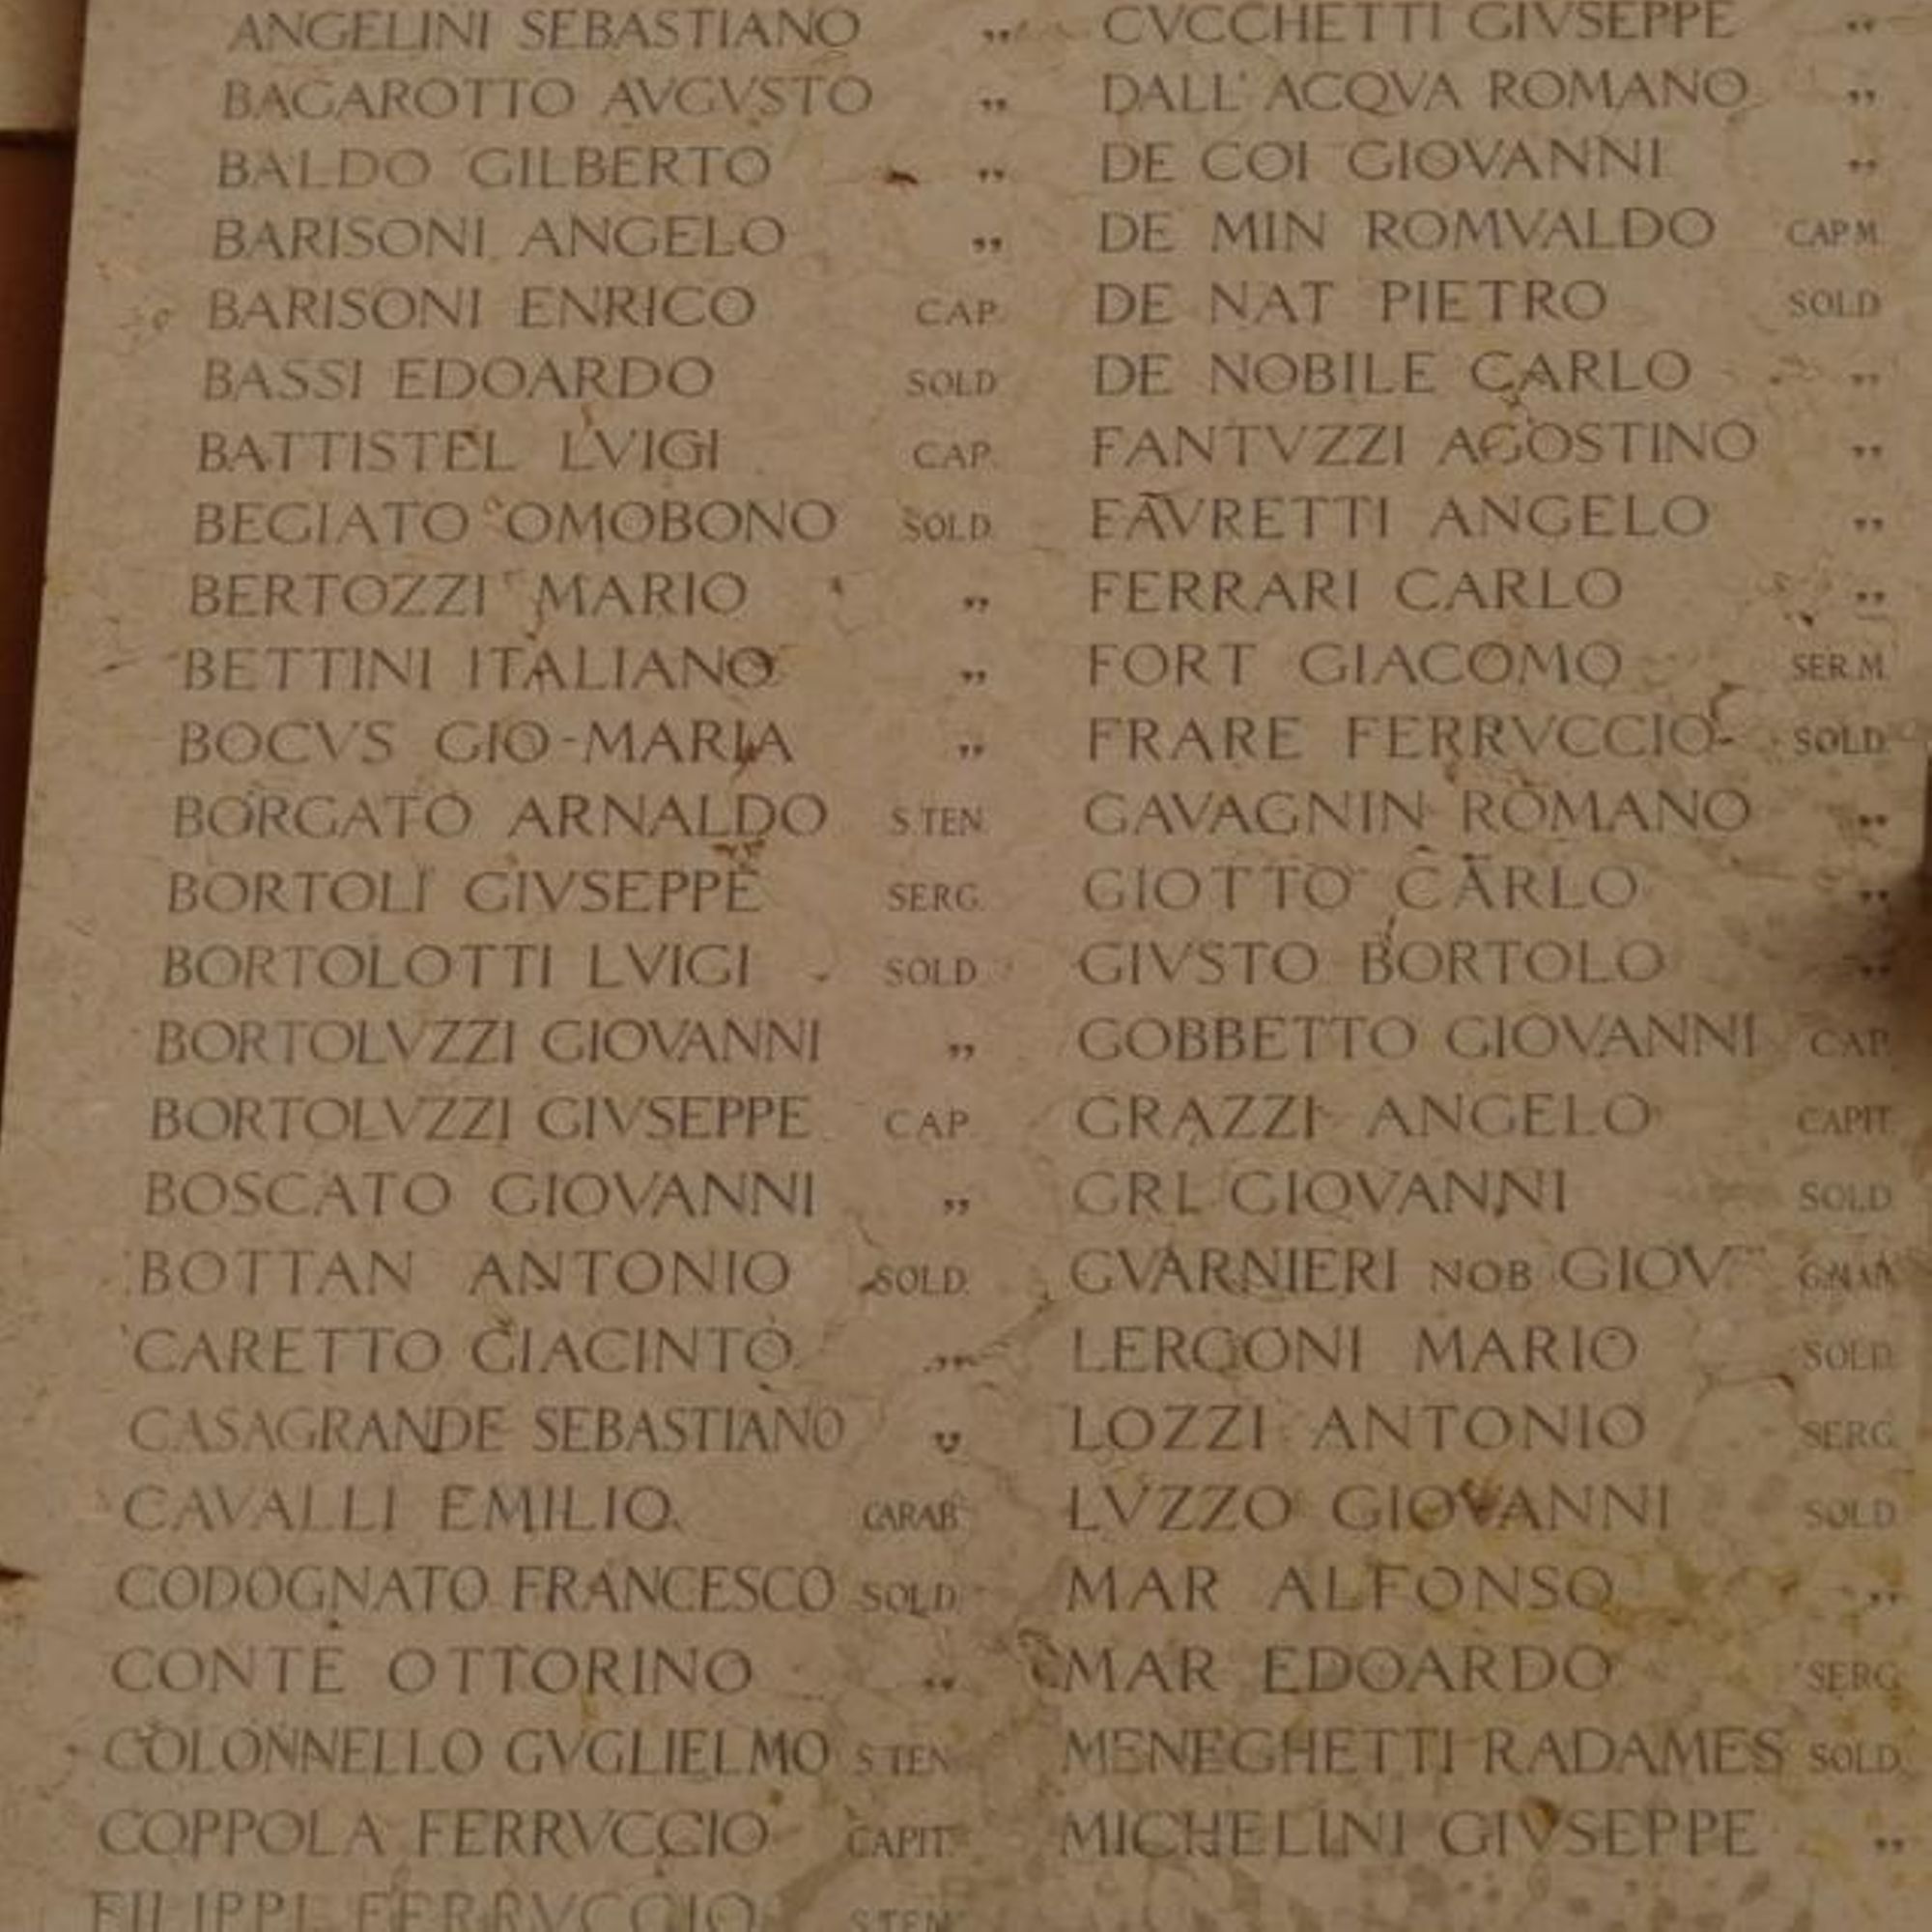 ANGELINI SEBASTIANO ,,
BAGAROTTO AVGVSTO ,,
BALDO GILBERTO ,,
BARISONI ANGELO ,,
BARISONI ENRICO CAP.
BASSI EDOARDO SOLD
BATTISTEL LVIGI CAP.
BEGIATO OMOBONO SOLD.
BERTOZZI MARIO ,,
BETTINI ITALIANO ,,
BOCVS GIO-MARIA ,,
BORGATO ARNALDO S TEN.
BORTOLI GIVSEPPE SERG.
BORTOLOTTI LVIGI SOLD
BORTOLVZZI GIOVANNI ,,
BORTOLVZZI GIVSEPPE CAP.
BOSCATO GIOVANNI ,,
BOTTAN ANTONIO SOLD.
CARETTO GIACINTO ,,
CASAGRANDE SEBASTIANO ,,
CAVALLI EMILIO CARAB.
CODOGNATO FRANCESCO SOLD.
CONTE OTTORINO ,,
COLONNELLO GVGLIELMO S TEN
COPPOLA FERRVCCIO CAPIT.
FILIPPI FERRVCCIO S TEN
CVCCHETTI GIVSEPPE ,,
DALL' ACQVA ROMANO ,,
DE COI GIOVANNI ,,
DE MIN ROMVALDO CAP M.
DE NAT PIETRO SOLD
DE NOBILE CARLO ,,
FANTVZZI AGOSTINO ,,
FAVRETTI ANGELO ,,
FERRARI CARLO ,,
FORT GIACOMO SER. M.
FRARE FERRVCCIO SOLD.
GAVAGNIN ROMANO ,,
GIOTTO CARLO ,,
GIVSTO BORTOLO ,,
GOBBETTO GIOVANNI CAP.
GRAZZI ANGELO CAPIT.
GRL GIOVANNI SOLD.
GVARNIERI NOB GIOV
LERGONI MARIO SOLD.
LOZZI ANTONIO SERG.
LVZZO GIOVANNI SOLD
MAR ALFONSO ,,
MAR EDOARDO SERG
MENEGHETTI RADAMES SOLD.
MICHELINI GIVSEPPE ,,